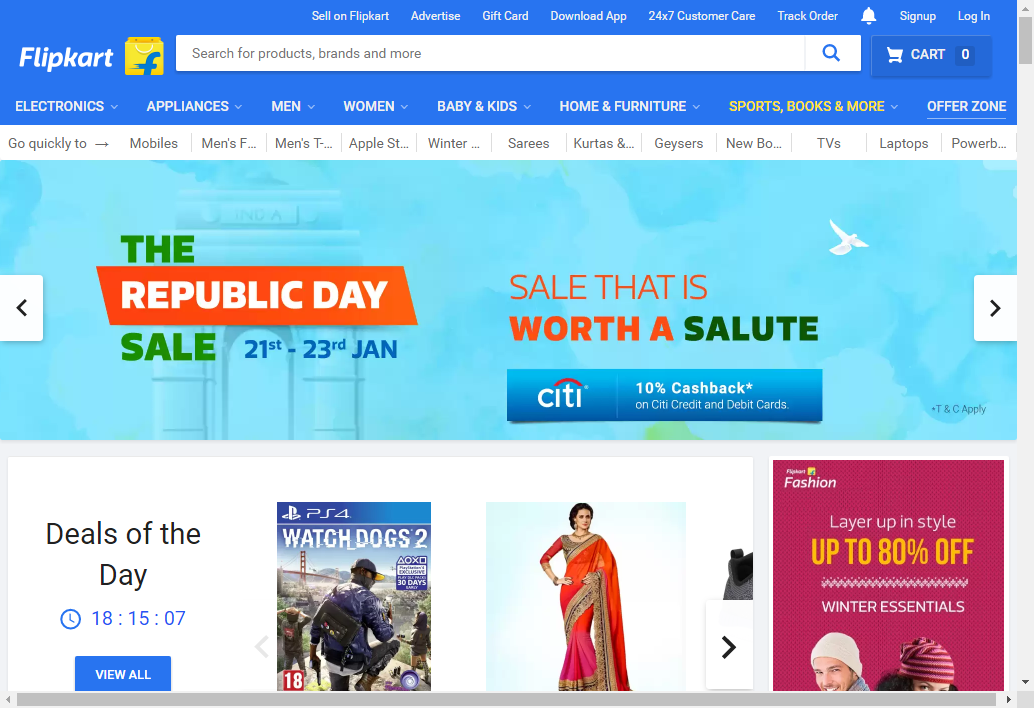 Sell on Flipkart Advertise Gift Card Download App 24x7 Customer Care Track Order Signup Log In
Flipkart
Search for products, brands and more
CART 0
ELECTRONICS APPLIANCES MEN WOMEN BABY & KIDS HOME & FURNITURE SPORTS, BOOKS & MORE OFFER ZONE
Go quickly to → Mobiles Men's F... Men's T-... Apple St... Winter ... Sarees Kurtas &... Geysers New Bo... TVs Laptops Powerb...
INDIA
THE
REPUBLIC DAY
SALE 21st - 23rd JAN
SALE THAT IS
WORTH A SALUTE
citi
10% Cashback*
on Citi Credit and Debit Cards.
*T & C Apply
Deals of the
Day
18 : 15 : 07
VIEW ALL
PS4
WATCH DOGS 2
PlayStation 4
EXCLUSIVE
PLAY DLC PACKS
30 DAYS
EARLY
18
Flipkart
Fashion
Layer up in style
UP TO 80% OFF
WINTER ESSENTIALS